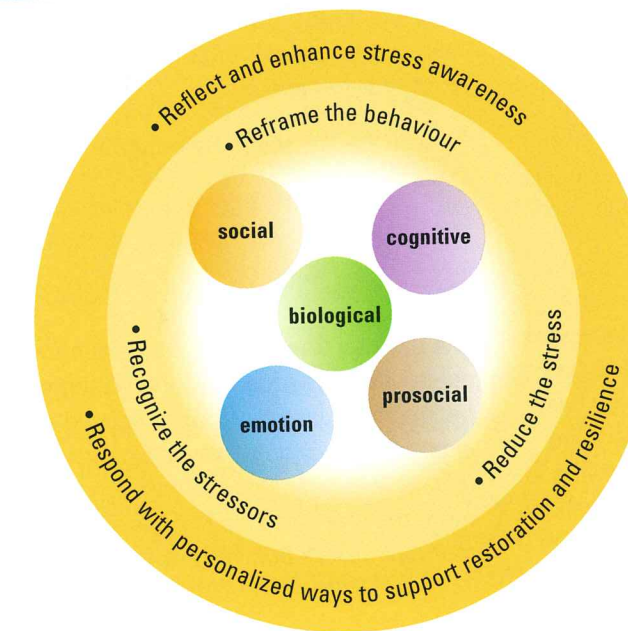 • Reflect and enhance stress awareness
• Reframe the behaviour
social
cognitive
biological
emotion
prosocial
• Recognize the stressors
• Reduce the stress
• Respond with personalized ways to support restoration and resilience